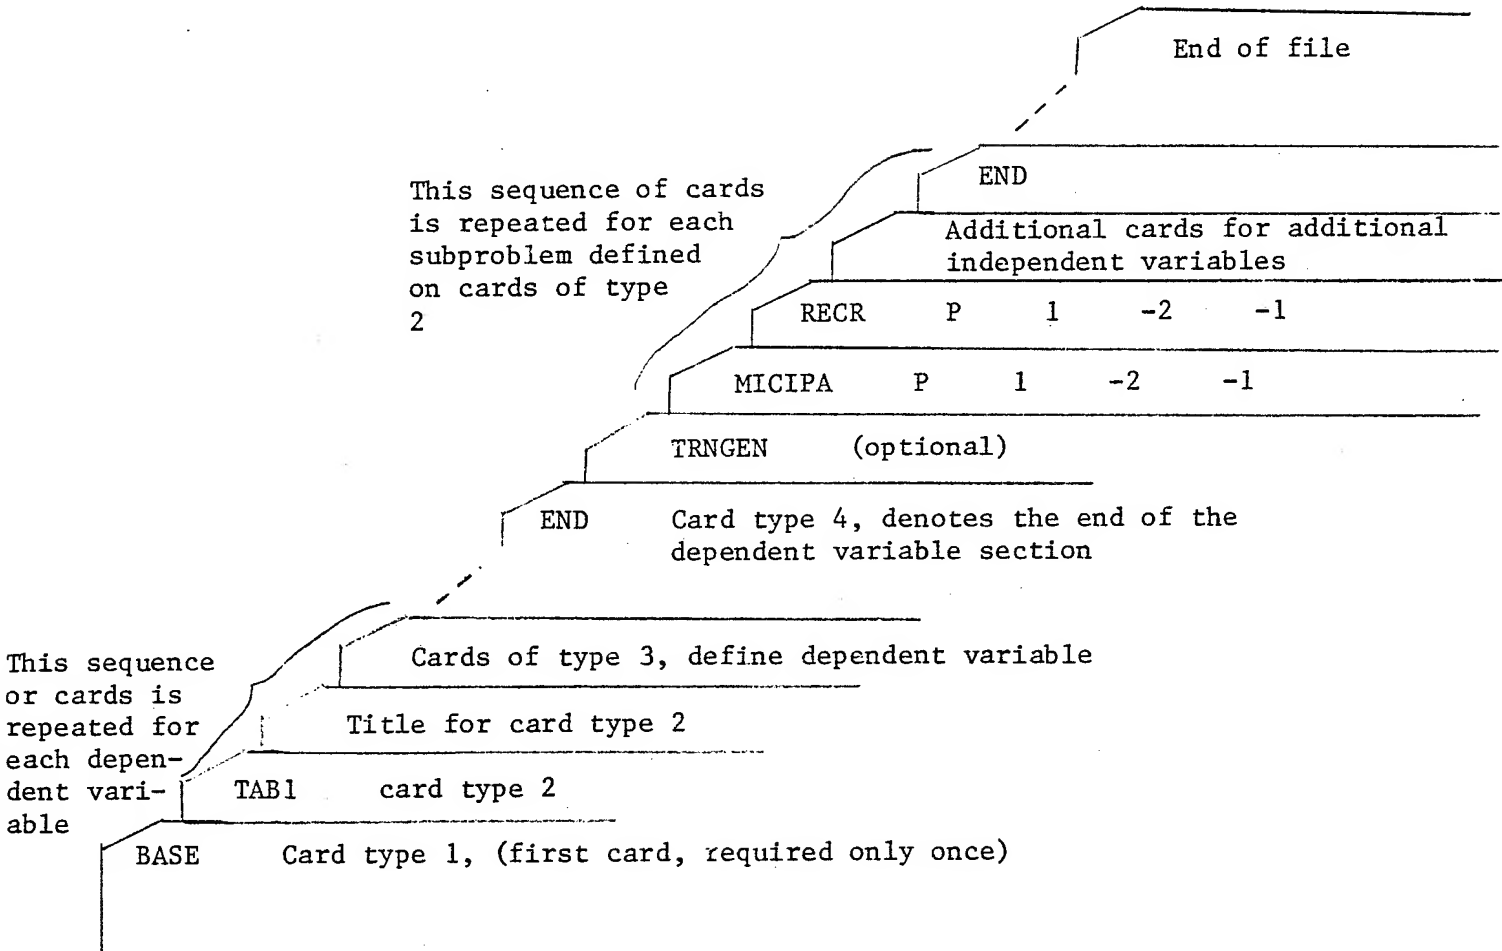 End of file
END
This sequence of cards
is repeated for each
subproblem defined
on cards of type
2
Additional cards for additional
independent variables
RECR P 1 -2 -1
MICIPA P 1 -2 -1
TRNGEN (optional)
END Card type 4, denotes the end of the
dependent variable section
This sequence
or cards is
repeated for
each depen-
dent vari-
able
Cards of type 3, define dependent variable
Title for card type 2
TAB1 card type 2
BASE Card type 1, (first card, required only once)